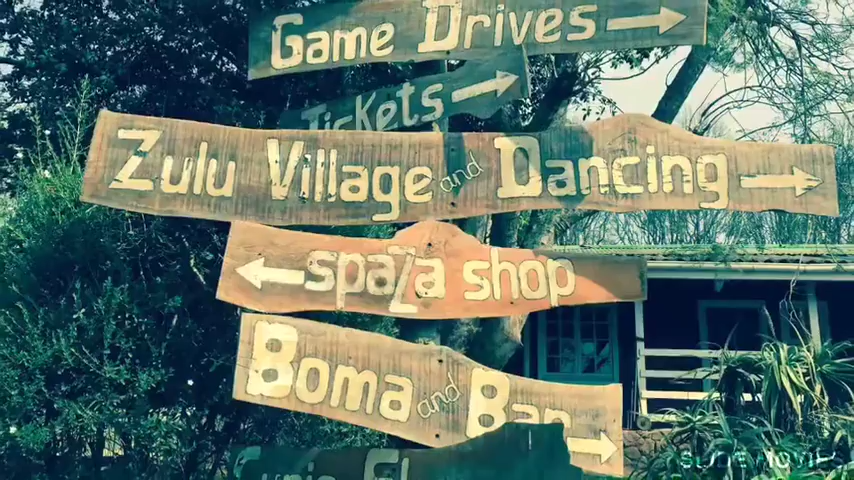 Game Drives
Tickets
Zulu Village and Dancing
spaza shop
Boma and Bar